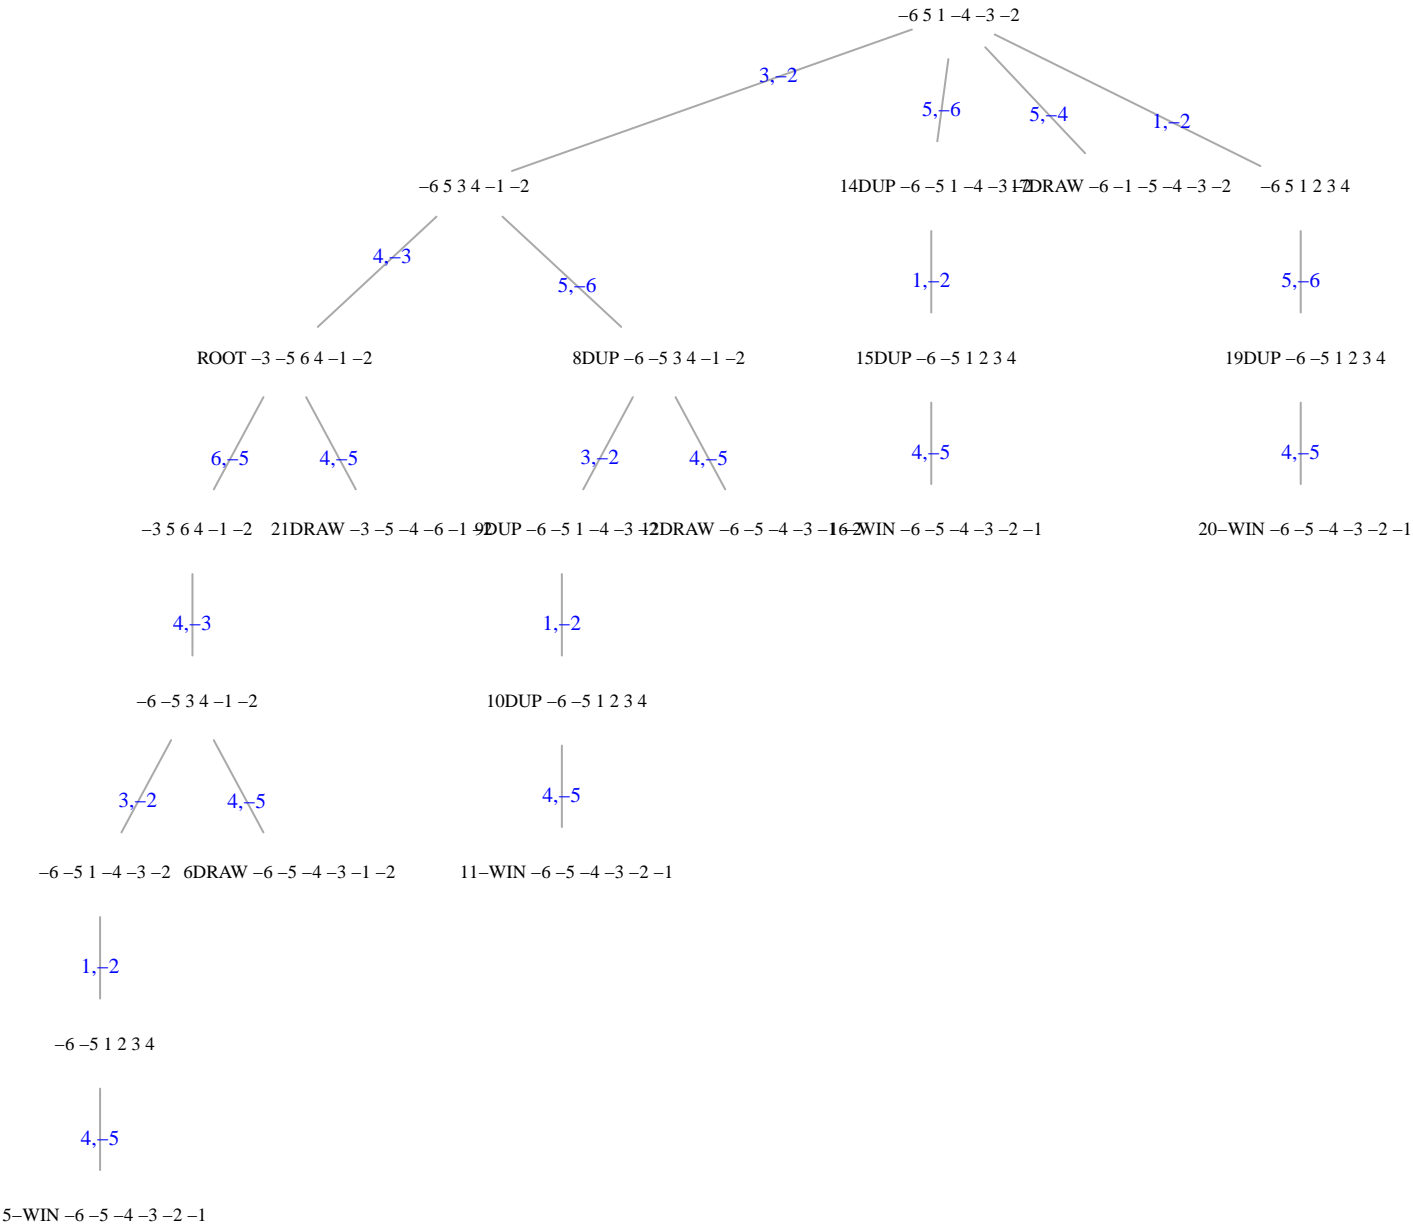 –6 5 1 –4 –3 –2
3,–2
5,–6
5,–4
1,–2
–6 5 3 4 –1 –2
14DUP –6 –5 1 –4 –3 –2
17DRAW –6 –1 –5 –4 –3 –2
–6 5 1 2 3 4
4,–3
5,–6
1,–2
5,–6
ROOT –3 –5 6 4 –1 –2
8DUP –6 –5 3 4 –1 –2
15DUP –6 –5 1 2 3 4
19DUP –6 –5 1 2 3 4
6,–5
4,–5
3,–2
4,–5
4,–5
4,–5
–3 5 6 4 –1 –2
21DRAW –3 –5 –4 –6 –1 –2
9DUP –6 –5 1 –4 –3 –2
12DRAW –6 –5 –4 –3 –1 –2
16–WIN –6 –5 –4 –3 –2 –1
20–WIN –6 –5 –4 –3 –2 –1
4,–3
1,–2
–6 –5 3 4 –1 –2
10DUP –6 –5 1 2 3 4
3,–2
4,–5
4,–5
–6 –5 1 –4 –3 –2
6DRAW –6 –5 –4 –3 –1 –2
11–WIN –6 –5 –4 –3 –2 –1
1,–2
–6 –5 1 2 3 4
4,–5
5–WIN –6 –5 –4 –3 –2 –1